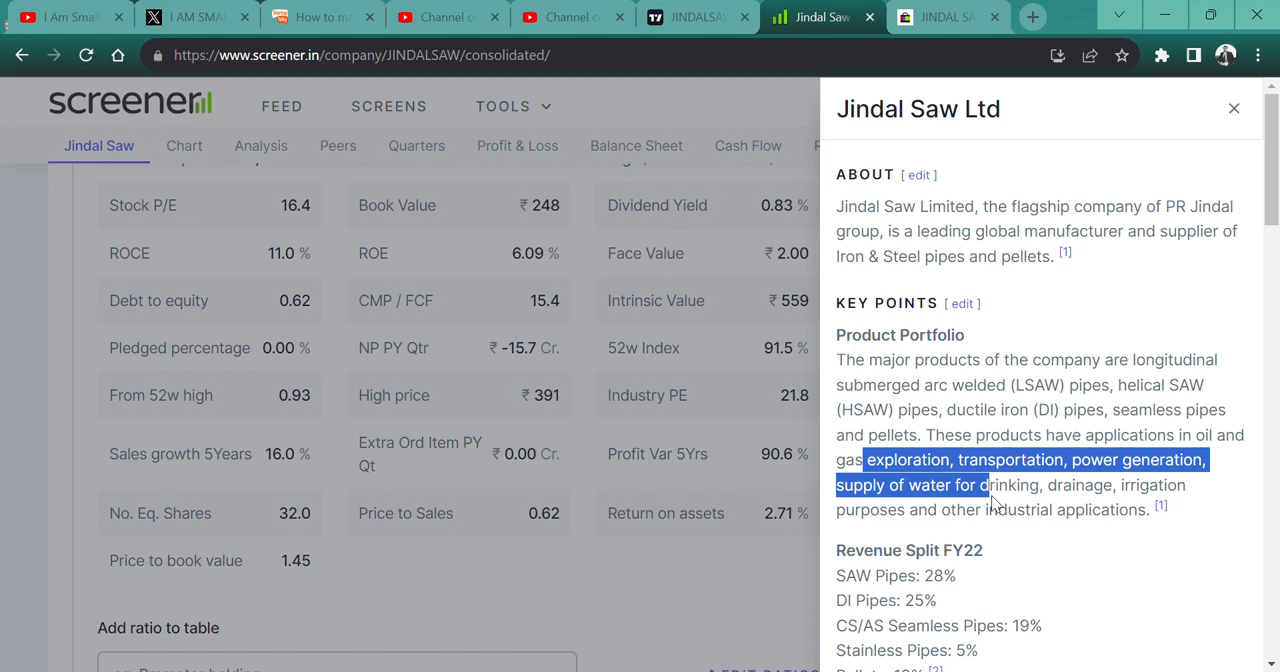 I Am Small
I AM SMAL
How to ma
Channel co
Channel co
JINDALSA
Jindal Saw
JINDAL SA
https://www.screener.in/company/JINDALSAW/consolidated/
screener
FEED
SCREENS
TOOLS
Jindal Saw
Chart
Analysis
Peers
Quarters
Profit & Loss
Balance Sheet
Cash Flow
Stock P/E 16.4
Book Value ₹ 248
Dividend Yield 0.83 %
ROCE 11.0 %
ROE 6.09 %
Face Value ₹ 2.00
Debt to equity 0.62
CMP / FCF 15.4
Intrinsic Value ₹ 559
Pledged percentage 0.00 %
NP PY Qtr ₹ -15.7 Cr.
52w Index 91.5 %
From 52w high 0.93
High price ₹ 391
Industry PE 21.8
Sales growth 5Years 16.0 %
Extra Ord Item PY
Qt ₹ 0.00 Cr.
Profit Var 5Yrs 90.6 %
No. Eq. Shares 32.0
Price to Sales 0.62
Return on assets 2.71 %
Price to book value 1.45
Add ratio to table
Jindal Saw Ltd
ABOUT [ edit ]
Jindal Saw Limited, the flagship company of PR Jindal
group, is a leading global manufacturer and supplier of
Iron & Steel pipes and pellets. [1]
KEY POINTS [ edit ]
Product Portfolio
The major products of the company are longitudinal
submerged arc welded (LSAW) pipes, helical SAW
(HSAW) pipes, ductile iron (DI) pipes, seamless pipes
and pellets. These products have applications in oil and
gas exploration, transportation, power generation,
supply of water for drinking, drainage, irrigation
purposes and other industrial applications. [1]
Revenue Split FY22
SAW Pipes: 28%
DI Pipes: 25%
CS/AS Seamless Pipes: 19%
Stainless Pipes: 5%